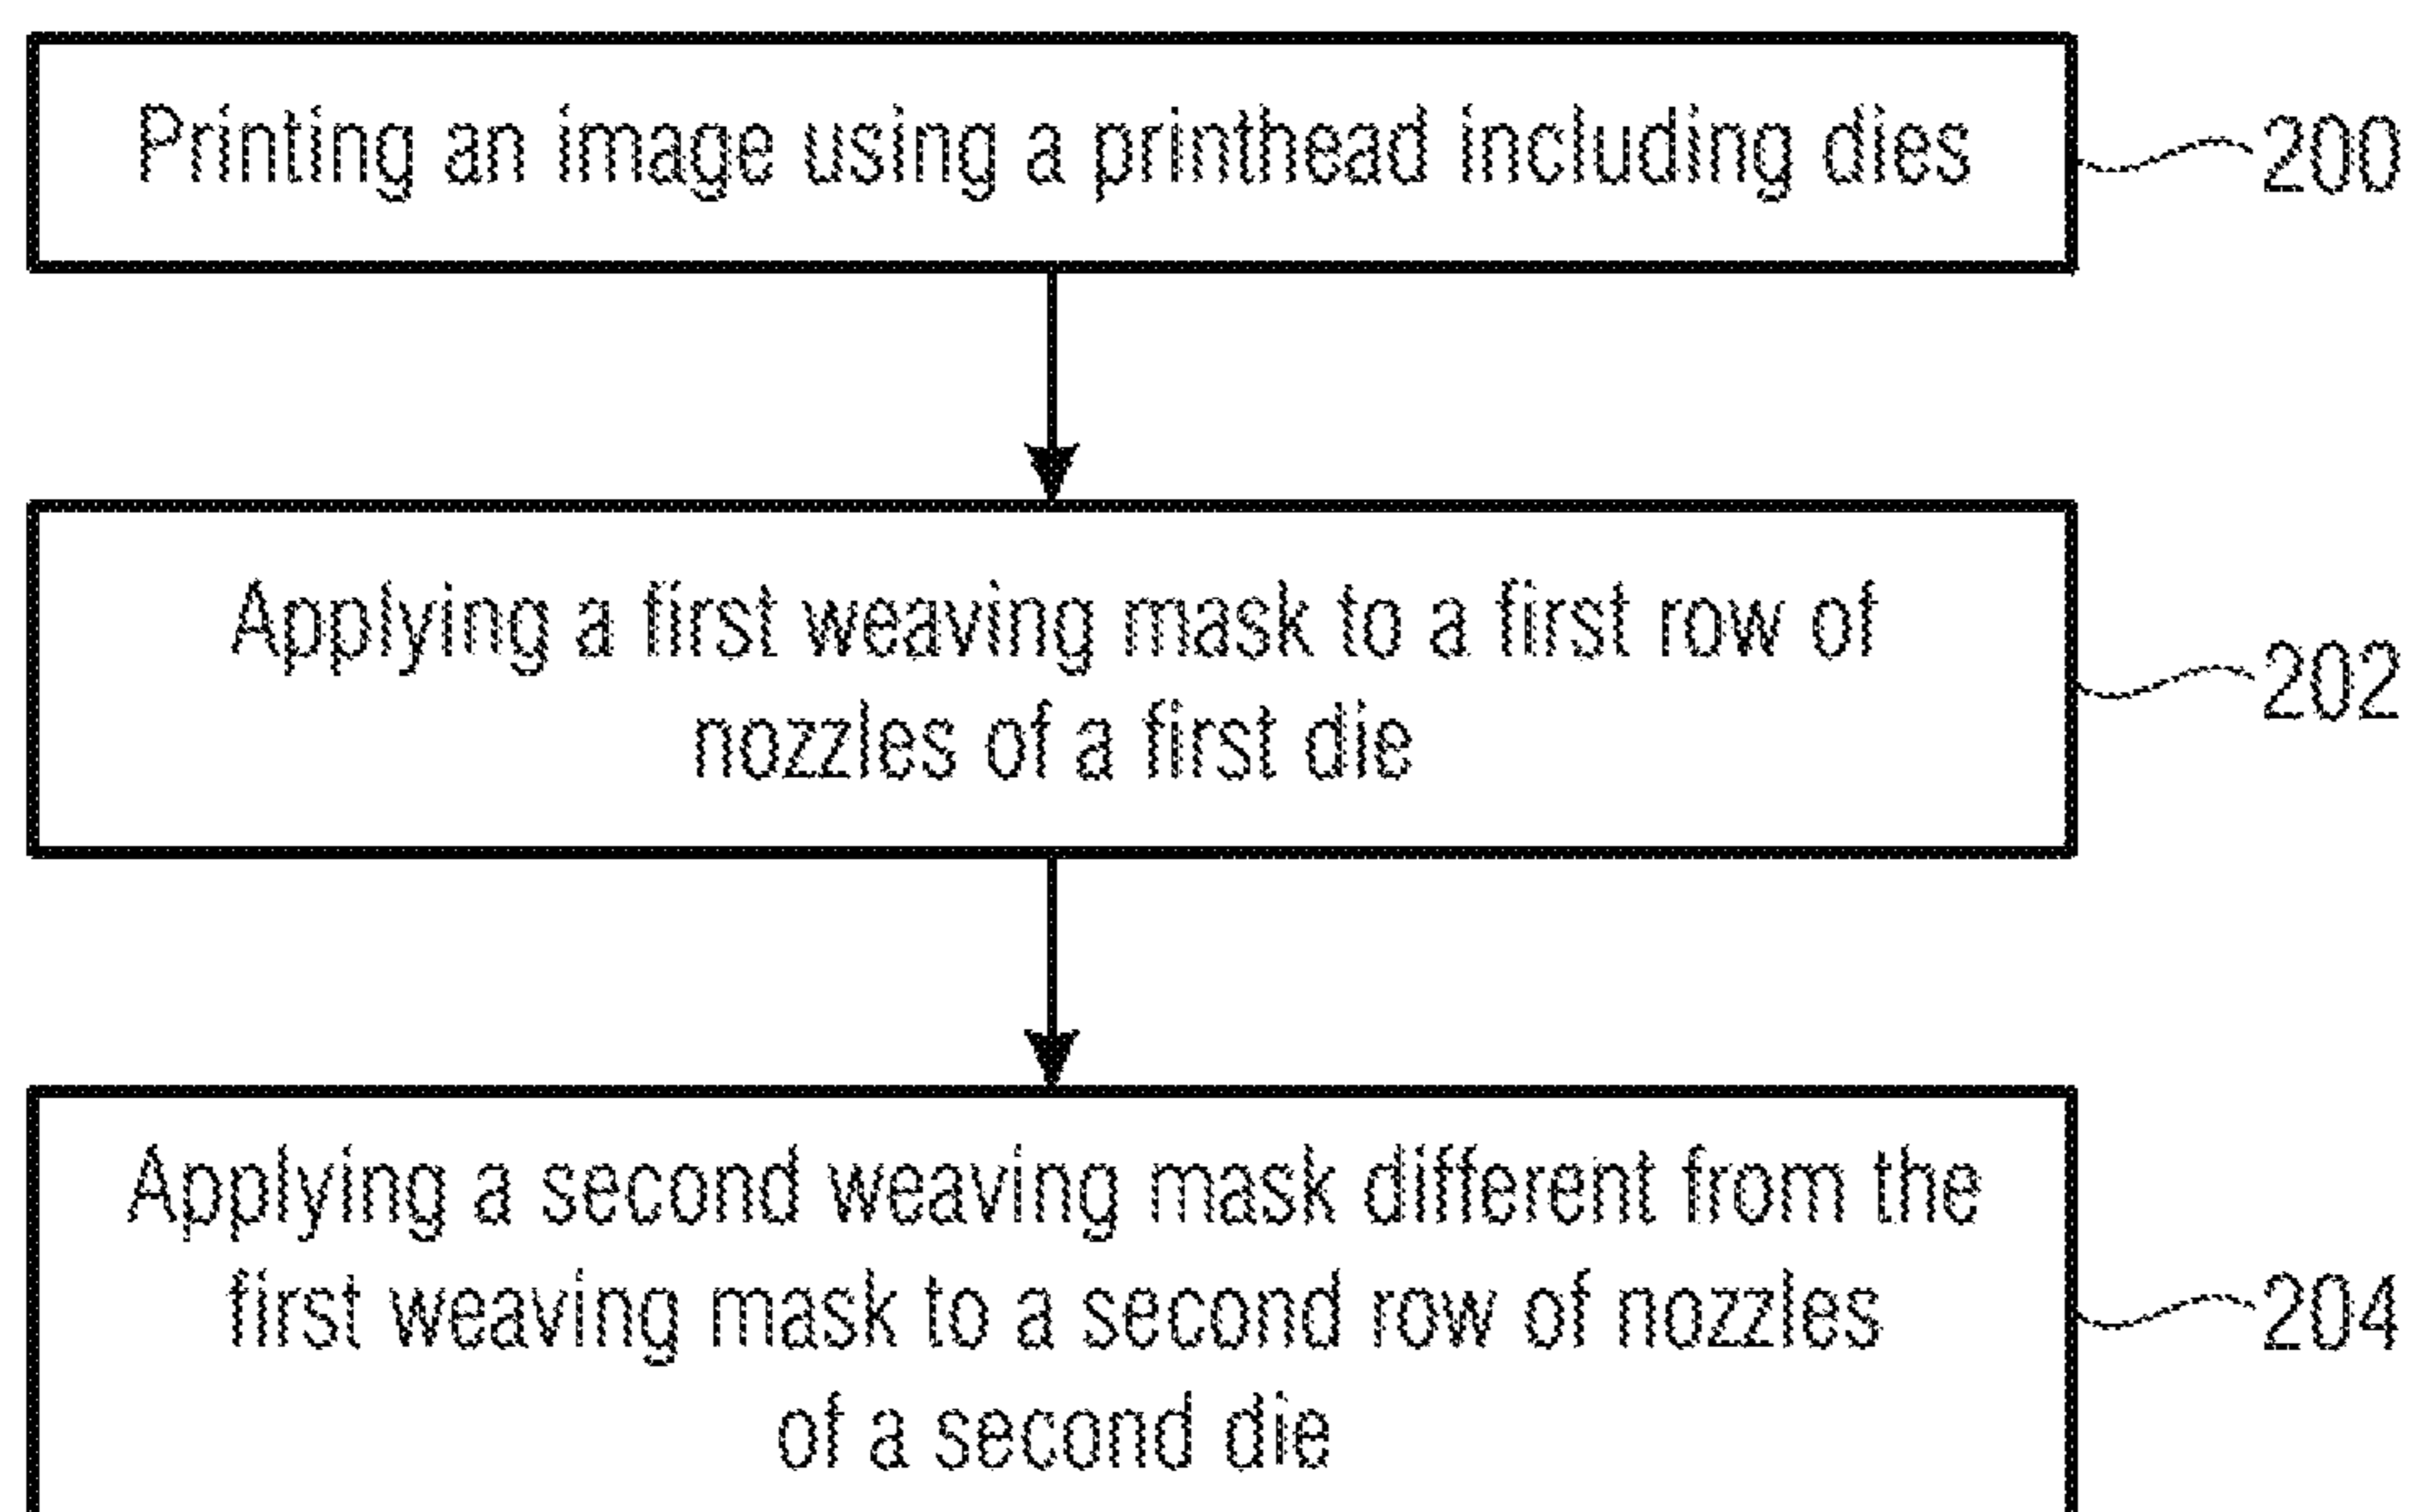 Printing an image using a printhead including dies
200
Applying a first weaving mask to a first row of
nozzles of a first die
202
Applying a second weaving mask different from the
first weaving mask to a second row of nozzles
of a second die
204